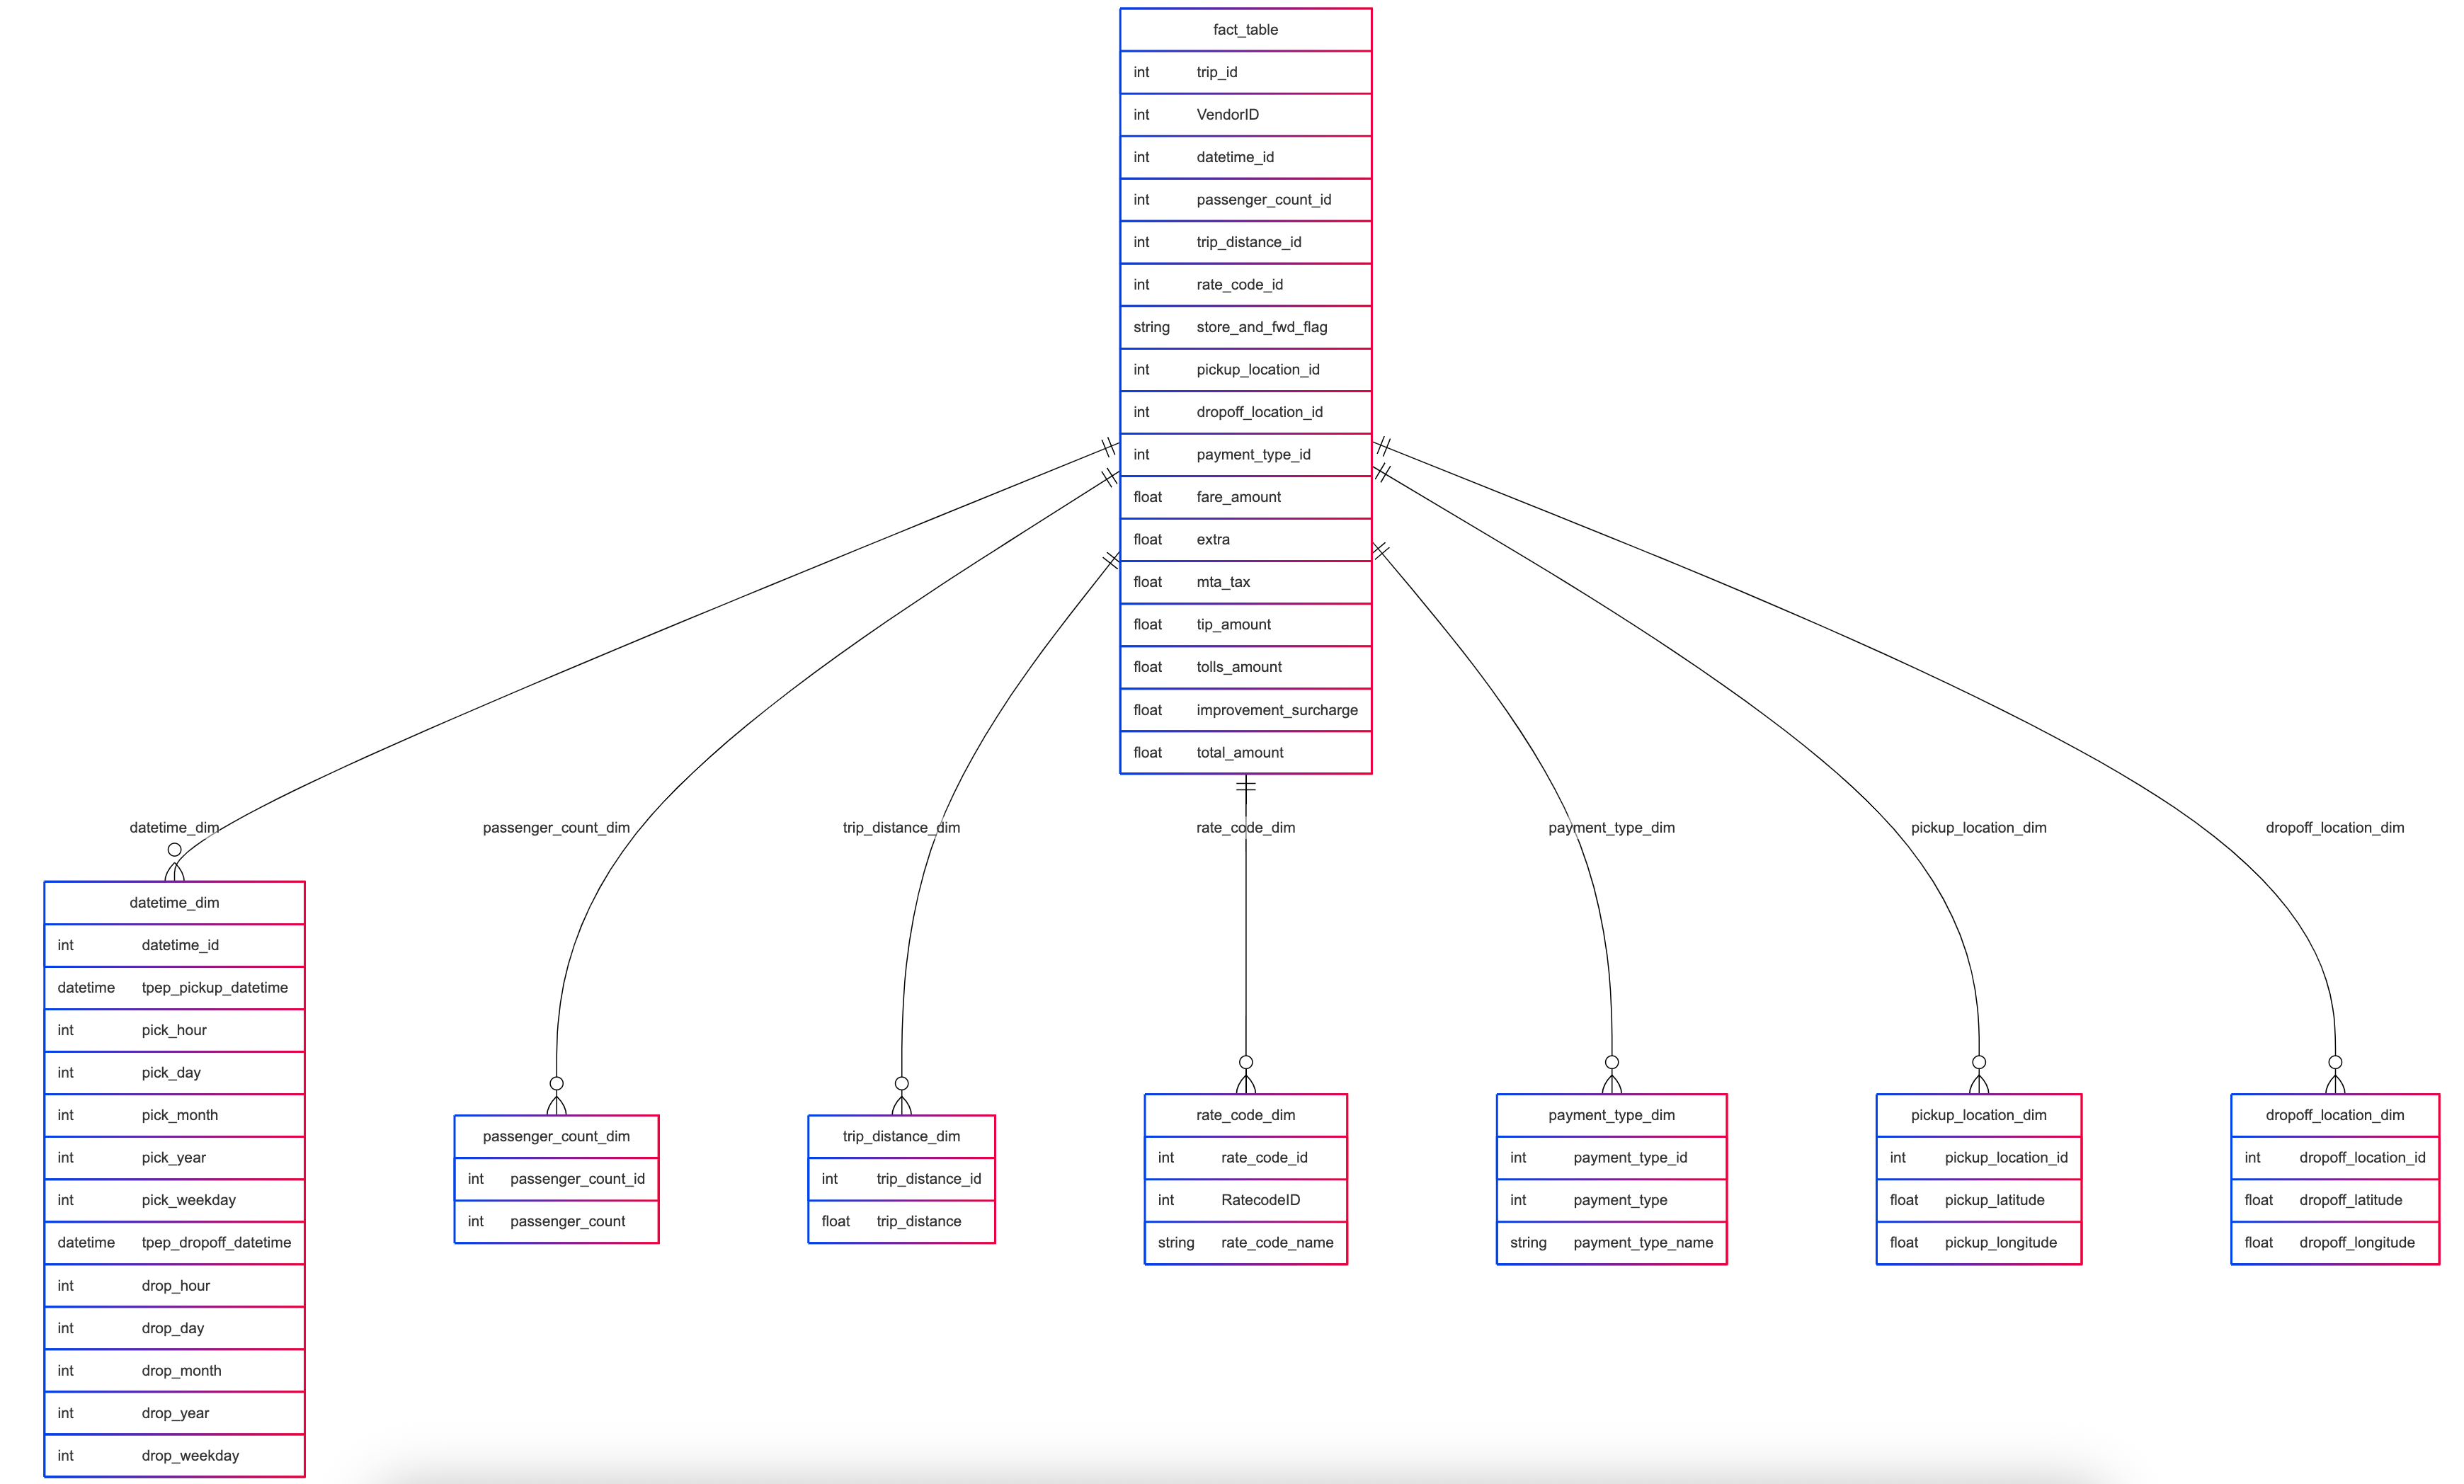 fact_table
int trip_id
int VendorID
int datetime_id
int passenger_count_id
int trip_distance_id
int rate_code_id
string store_and_fwd_flag
int pickup_location_id
int dropoff_location_id
int payment_type_id
float fare_amount
float extra
float mta_tax
float tip_amount
float tolls_amount
float improvement_surcharge
float total_amount
datetime_dim
passenger_count_dim
trip_distance_dim
rate_code_dim
payment_type_dim
pickup_location_dim
dropoff_location_dim
datetime_dim
int datetime_id
datetime tpep_pickup_datetime
int pick_hour
int pick_day
int pick_month
int pick_year
int pick_weekday
datetime tpep_dropoff_datetime
int drop_hour
int drop_day
int drop_month
int drop_year
int drop_weekday
passenger_count_dim
int passenger_count_id
int passenger_count
trip_distance_dim
int trip_distance_id
float trip_distance
rate_code_dim
int rate_code_id
int RatecodeID
string rate_code_name
payment_type_dim
int payment_type_id
int payment_type
string payment_type_name
pickup_location_dim
int pickup_location_id
float pickup_latitude
float pickup_longitude
dropoff_location_dim
int dropoff_location_id
float dropoff_latitude
float dropoff_longitude